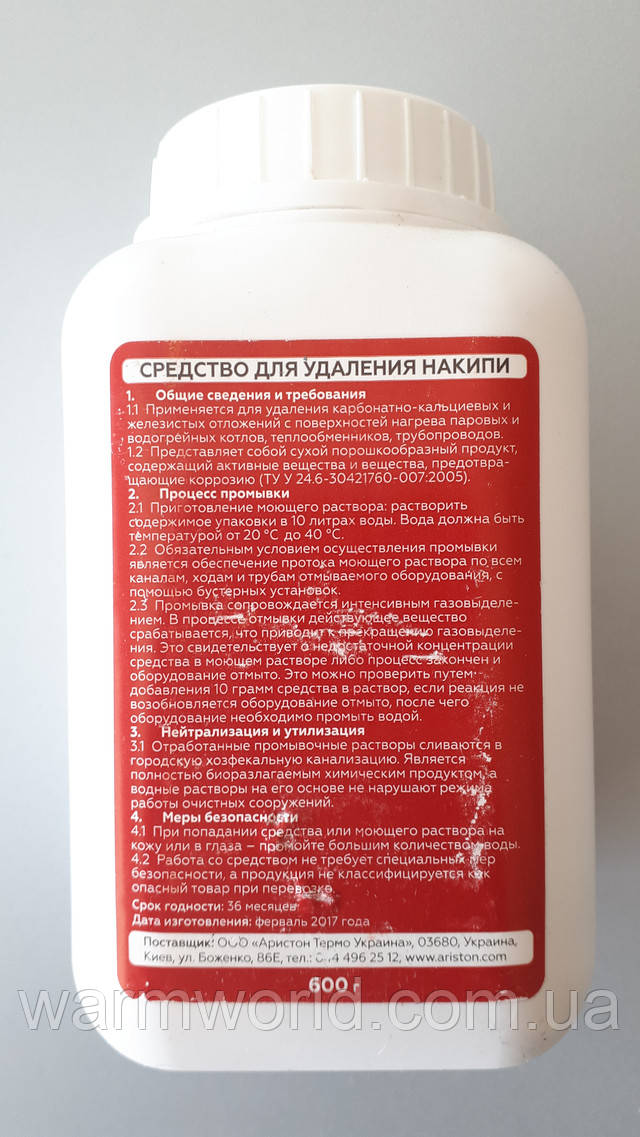 СРЕДСТВО ДЛЯ УДАЛЕНИЯ НАКИПИ
1. Общие сведения и требования
1.1 Применяется для удаления карбонатно-кальциевых и
железистых отложений с поверхностей нагрева паровых и
водогрейных котлов, теплообменников, трубопроводов.
1.2 Представляет собой сухой порошкообразный продукт,
содержащий активные вещества и вещества, предотвра-
щающие коррозию (ТУ У 24.6-30421760-007:2005).
2. Процесс промывки
2.1 Приготовление моющего раствора: растворить
содержимое упаковки в 10 литрах воды. Вода должна быть
температурой от 20 °С до 40 °С.
2.2 Обязательным условием осуществления промывки
является обеспечение протока моющего раствора по всем
каналам, ходам и трубам отмываемого оборудования, с
помощью бустерных установок.
2.3 Промывка сопровождается интенсивным газовыделе-
нием. В процессе отмывки действующее вещество
срабатывается, что приводит к прекращению газовыделе-
ния. Это свидетельствует о недостаточной концентрации
средства в моющем растворе либо процесс закончен и
оборудование отмыто. Это можно проверить путем
добавления 10 грамм средства в раствор, если реакция не
возобновляется оборудование отмыто, после чего
оборудование необходимо промыть водой.
3. Нейтрализация и утилизация
3.1 Отработанные промывочные растворы сливаются в
городскую хозфекальную канализацию. Является
полностью биоразлагаемым химическим продуктом, а
водные растворы на его основе не нарушают режима
работы очистных сооружений.
4. Меры безопасности
4.1 При попадании средства или моющего раствора на
кожу или в глаза – промойте большим количеством воды.
4.2 Работа со средством не требует специальных мер
безопасности, а продукция не классифицируется как
опасный товар при перевозке.
Срок годности: 36 месяцев
Дата изготовления: ферваль 2017 года
Поставщик: ООО «Аристон Термо Украина», 03680, Украина,
Киев, ул. Боженко, 86Е, тел.: 044 496 25 12, www.ariston.com
600 г
warmworld.com.ua